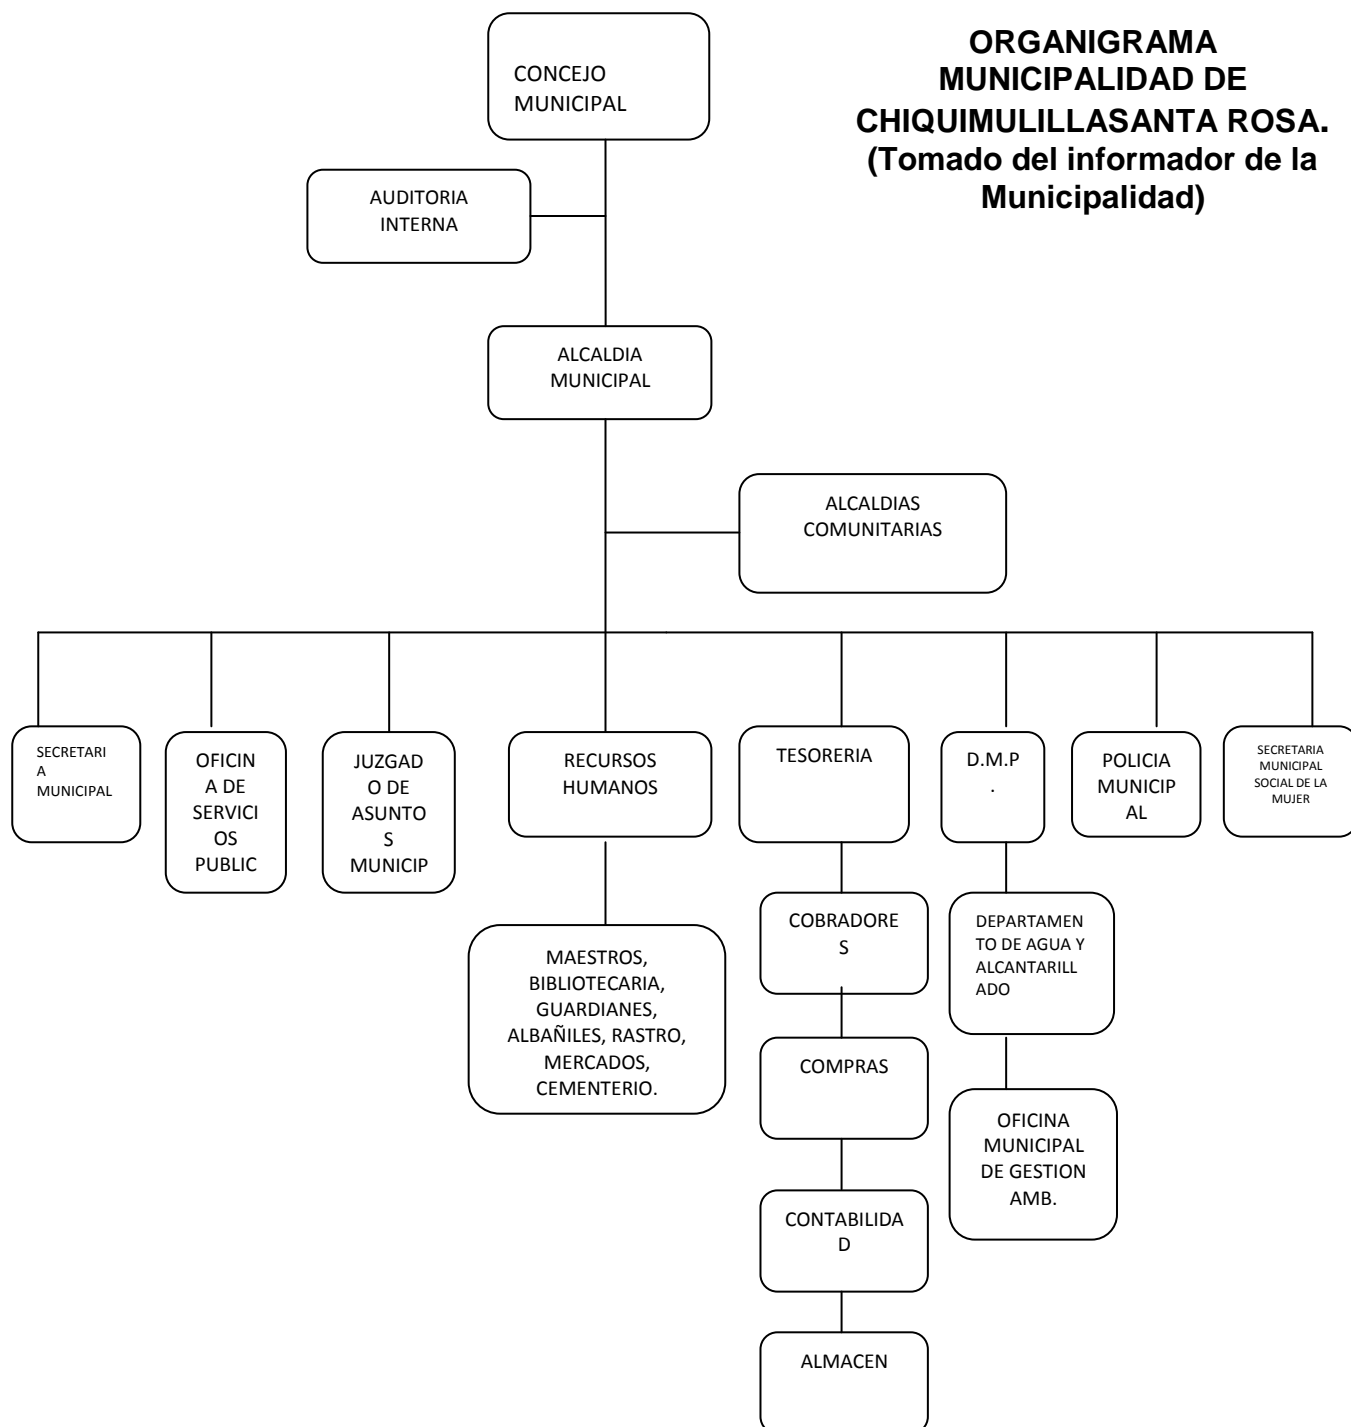 ORGANIGRAMA
MUNICIPALIDAD DE
CHIQUIMULILLASANTA ROSA.
(Tomado del informador de la
Municipalidad)
CONCEJO
MUNICIPAL
AUDITORIA
INTERNA
ALCALDIA
MUNICIPAL
ALCALDIAS
COMUNITARIAS
SECRETARI
A
MUNICIPAL
OFICIN
A DE
SERVICI
OS
PUBLIC
JUZGAD
O DE
ASUNTO
S
MUNICIP
RECURSOS
HUMANOS
TESORERIA
D.M.P
.
POLICIA
MUNICIP
AL
SECRETARIA
MUNICIPAL
SOCIAL DE LA
MUJER
MAESTROS,
BIBLIOTECARIA,
GUARDIANES,
ALBAÑILES, RASTRO,
MERCADOS,
CEMENTERIO.
COBRADORE
S
COMPRAS
CONTABILIDA
D
ALMACEN
DEPARTAMEN
TO DE AGUA Y
ALCANTARILL
ADO
OFICINA
MUNICIPAL
DE GESTION
AMB.